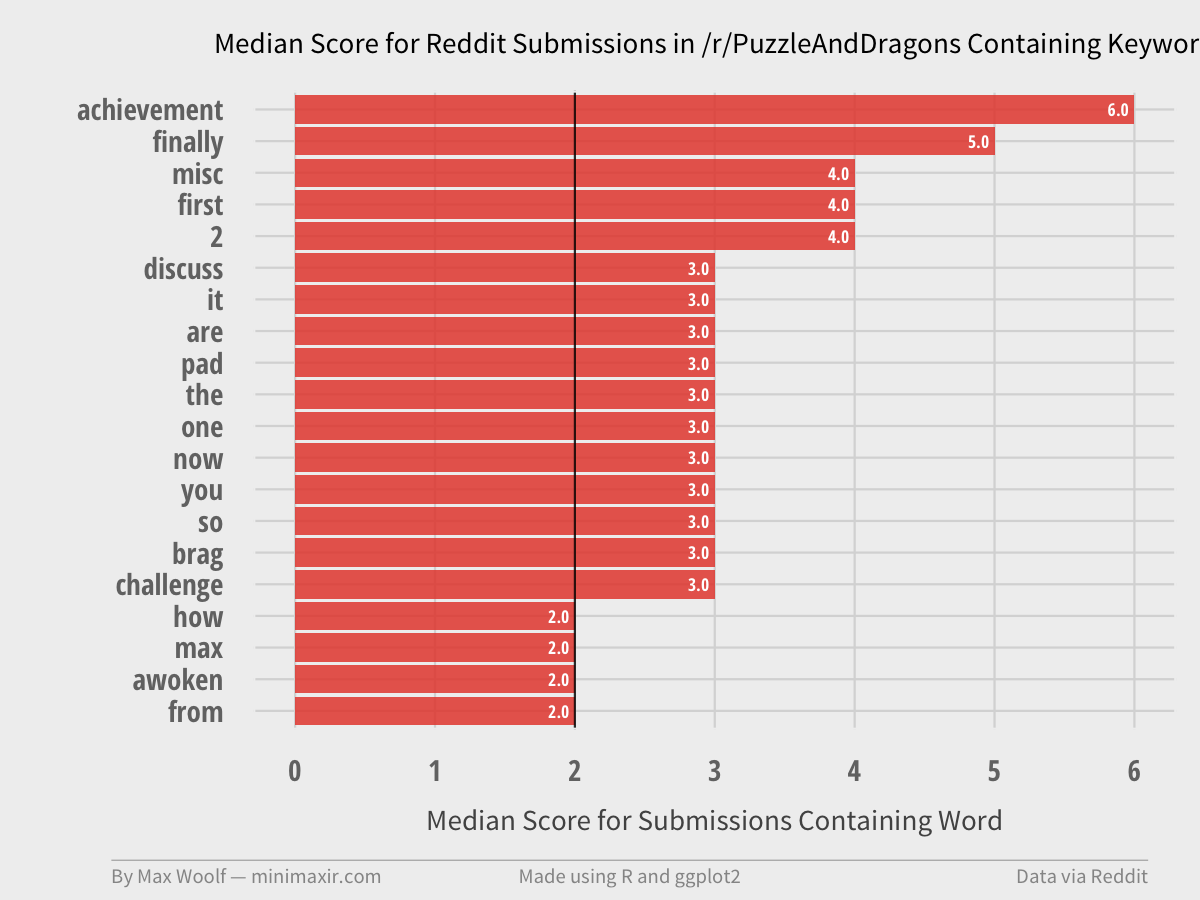 Median Score for Reddit Submissions in /r/PuzzleAndDragons Containing Keywor
achievement 6.0
finally 5.0
misc 4.0
first 4.0
2 4.0
discuss 3.0
it 3.0
are 3.0
pad 3.0
the 3.0
one 3.0
now 3.0
you 3.0
so 3.0
brag 3.0
challenge 3.0
how 2.0
max 2.0
awoken 2.0
from 2.0
0 1 2 3 4 5 6
Median Score for Submissions Containing Word
By Max Woolf — minimaxir.com Made using R and ggplot2 Data via Reddit